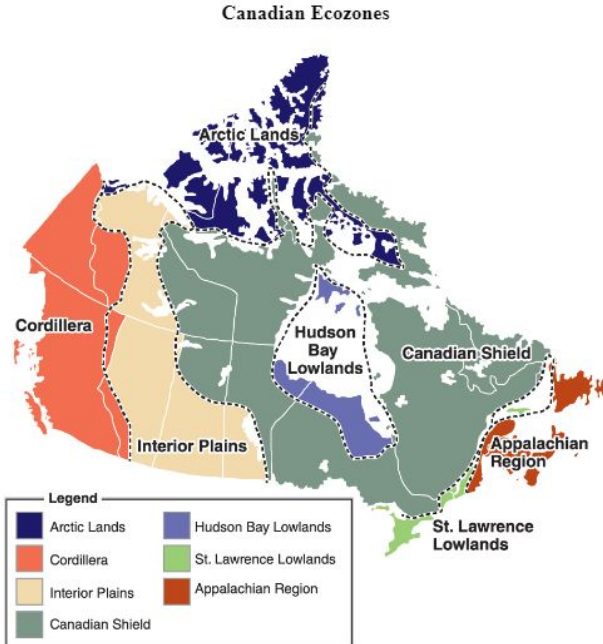 Canadian Ecozones
Arctic Lands
Cordillera
Hudson
Bay
Lowlands
Canadian Shield
Interior Plains
Appalachian
Region
St. Lawrence
Lowlands
Legend
Arctic Lands
Hudson Bay Lowlands
Cordillera
St. Lawrence Lowlands
Interior Plains
Appalachian Region
Canadian Shield